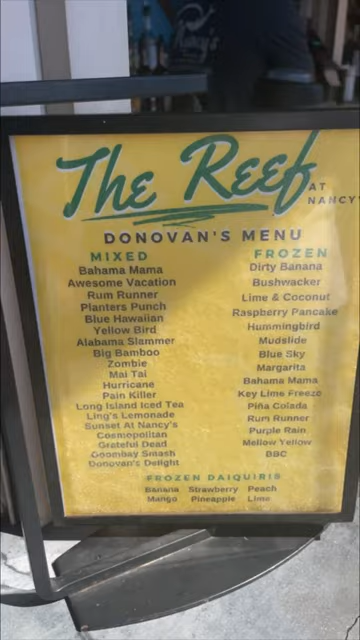 The Reef
AT
NANCY'
DONOVAN'S MENU
MIXED
Bahama Mama
Awesome Vacation
Rum Runner
Planters Punch
Blue Hawaiian
Yellow Bird
Alabama Slammer
Big Bamboo
Zombie
Mai Tai
Hurricane
Pain Killer
Long Island Iced Tea
Ling's Lemonade
Sunset At Nancy's
Cosmopolitan
Grateful Dead
Goombay Smash
Donovan's Delight
FROZEN
Dirty Banana
Bushwacker
Lime & Coconut
Raspberry Pancake
Hummingbird
Mudslide
Blue Sky
Margarita
Bahama Mama
Key Lime Freeze
Piña Colada
Rum Runner
Purple Rain
Mellow Yellow
BBC
FROZEN DAIQUIRIS
Banana Strawberry Peach
Mango Pineapple Lime